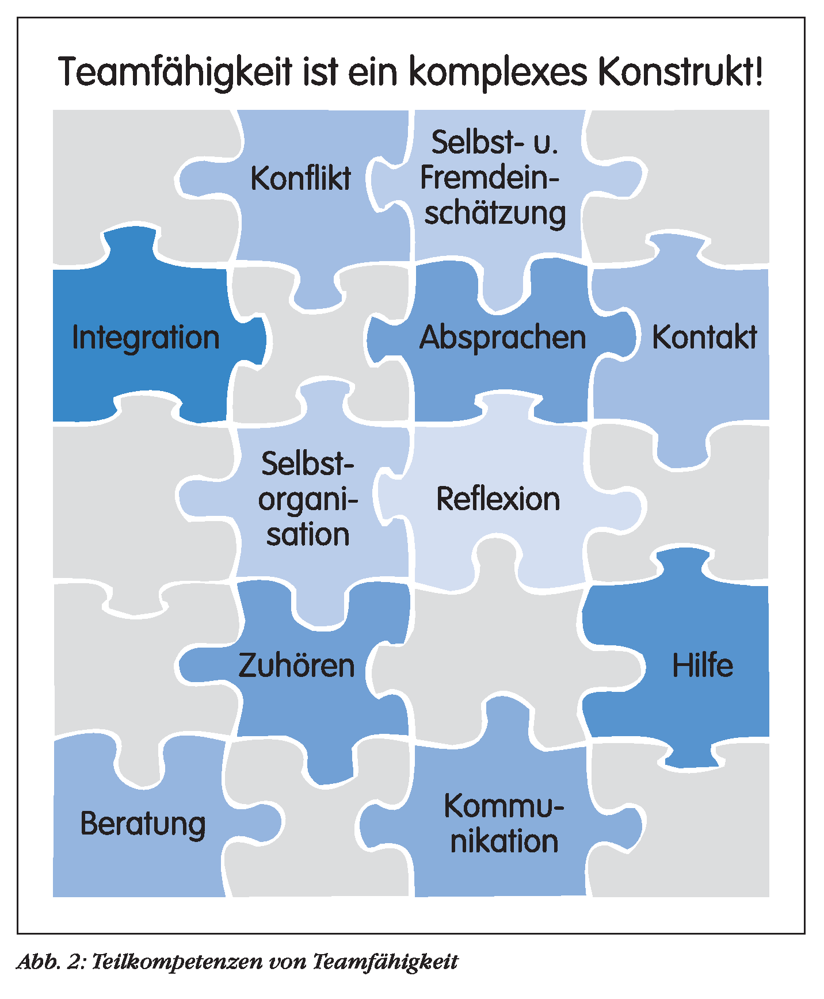 Teamfähigkeit ist ein komplexes Konstrukt!
Konflikt
Selbst- u.
Fremdein-
schätzung
Integration
Absprachen
Kontakt
Selbst-
organi-
sation
Reflexion
Zuhören
Hilfe
Beratung
Kommu-
nikation
Abb. 2: Teilkompetenzen von Teamfähigkeit